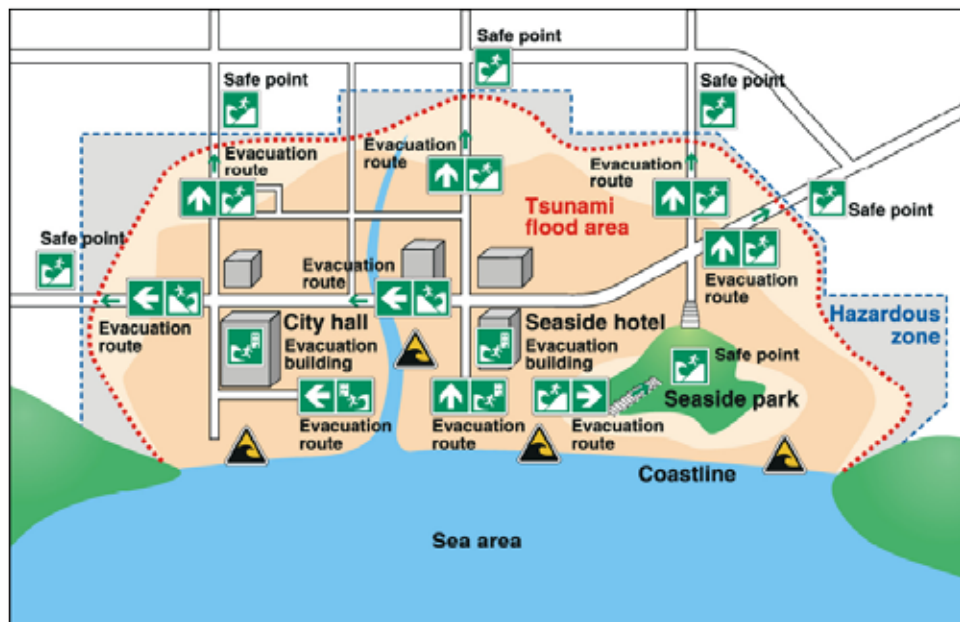 Safe point
Safe point
Safe point
Evacuation
route
Evacuation
route
Evacuation
route
Tsunami
flood area
Safe point
Safe point
Evacuation
route
Evacuation
route
Evacuation
route
Hazardous
zone
City hall
Evacuation
building
Seaside hotel
Evacuation
building
Safe point
Seaside park
Evacuation
route
Evacuation
route
Evacuation
route
Coastline
Sea area